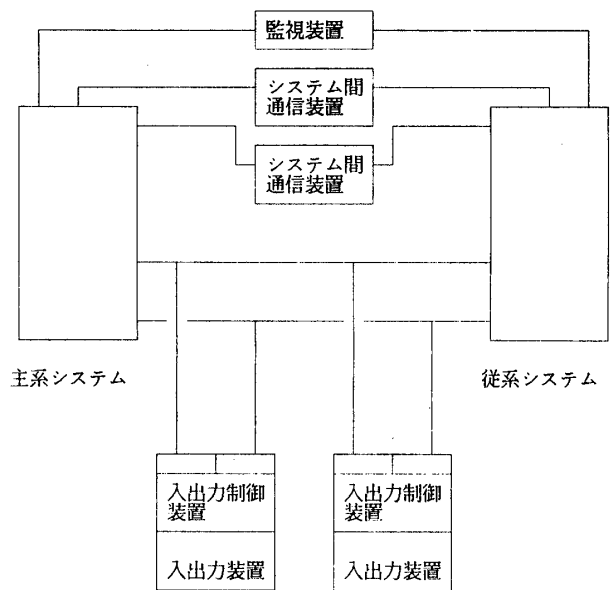 監視装置
システム間
通信装置
システム間
通信装置
主系システム
従系システム
入出力制御
装置
入出力装置
入出力制御
装置
入出力装置